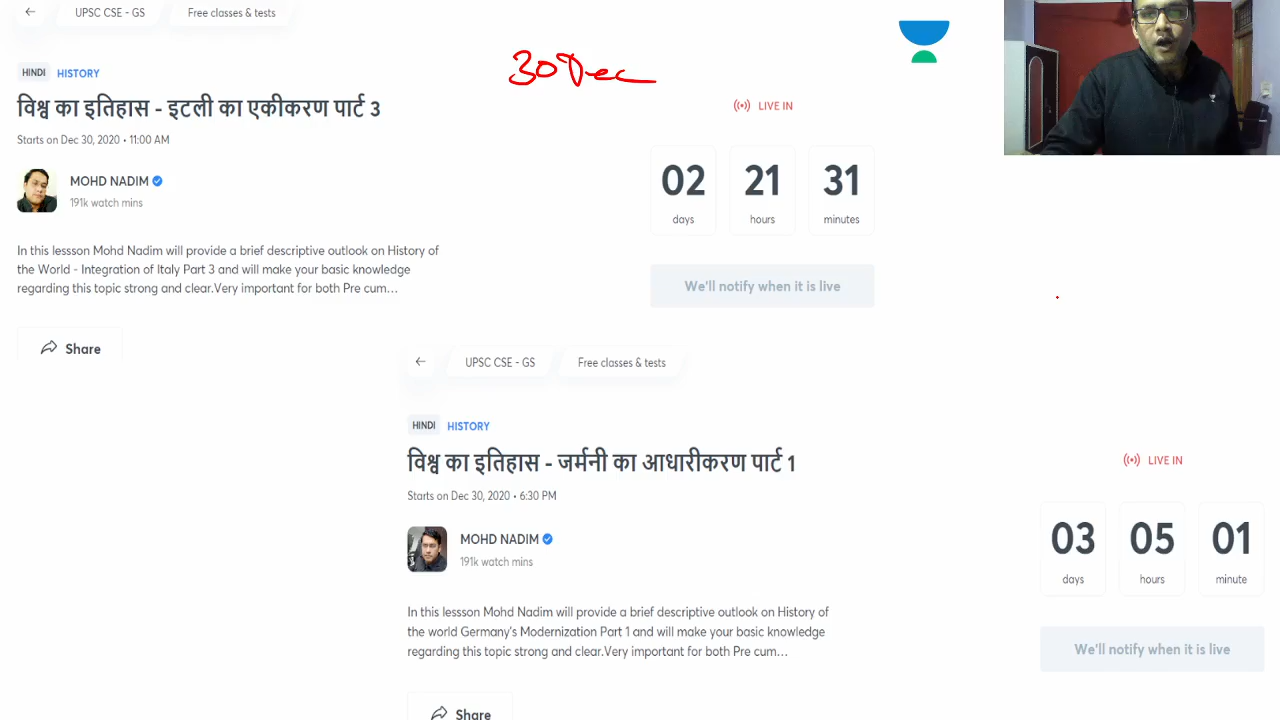 UPSC CSE - GS Free classes & tests
30 Dec
HINDI HISTORY
विश्व का इतिहास - इटली का एकीकरण पार्ट 3
Starts on Dec 30, 2020 • 11:00 AM
MOHD NADIM
191k watch mins
In this lessson Mohd Nadim will provide a brief descriptive outlook on History of
the World - Integration of Italy Part 3 and will make your basic knowledge
regarding this topic strong and clear.Very important for both Pre cum...
Share
LIVE IN
02 21 31
days hours minutes
We'll notify when it is live
UPSC CSE - GS Free classes & tests
HINDI HISTORY
विश्व का इतिहास - जर्मनी का आधारीकरण पार्ट 1
Starts on Dec 30, 2020 • 6:30 PM
MOHD NADIM
191k watch mins
In this lessson Mohd Nadim will provide a brief descriptive outlook on History of
the world Germany's Modernization Part 1 and will make your basic knowledge
regarding this topic strong and clear.Very important for both Pre cum...
Share
LIVE IN
03 05 01
days hours minute
We'll notify when it is live